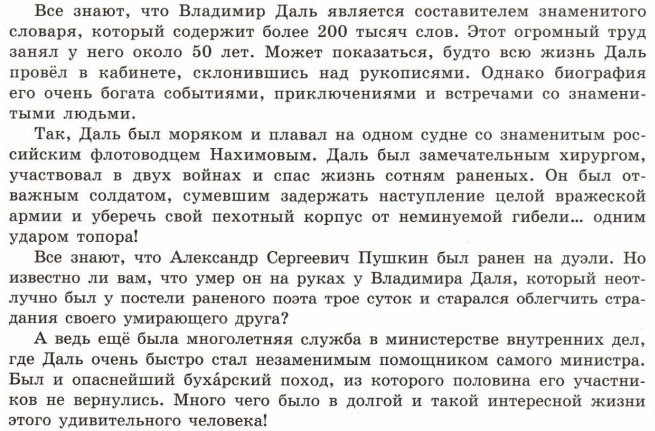 Все знают, что Владимир Даль является составителем знаменитого
словаря, который содержит более 200 тысяч слов. Этот огромный труд
занял у него около 50 лет. Может показаться, будто всю жизнь Даль
провёл в кабинете, склонившись над рукописями. Однако биография
его очень богата событиями, приключениями и встречами со знамени-
тыми людьми.
Так, Даль был моряком и плавал на одном судне со знаменитым рос-
сийским флотоводцем Нахимовым. Даль был замечательным хирургом,
участвовал в двух войнах и спас жизнь сотням раненых. Он был от-
важным солдатом, сумевшим задержать наступление целой вражеской
армии и уберечь свой пехотный корпус от неминуемой гибели... одним
ударом топора!
Все знают, что Александр Сергеевич Пушкин был ранен на дуэли. Но
известно ли вам, что умер он на руках у Владимира Даля, который неот-
лучно был у постели раненого поэта трое суток и старался облегчить стра-
дания своего умирающего друга?
А ведь ещё была многолетняя служба в министерстве внутренних дел,
где Даль очень быстро стал незаменимым помощником самого министра.
Был и опаснейший буха́рский поход, из которого половина его участни-
ков не вернулись. Много чего было в долгой и такой интересной жизни
этого удивительного человека!